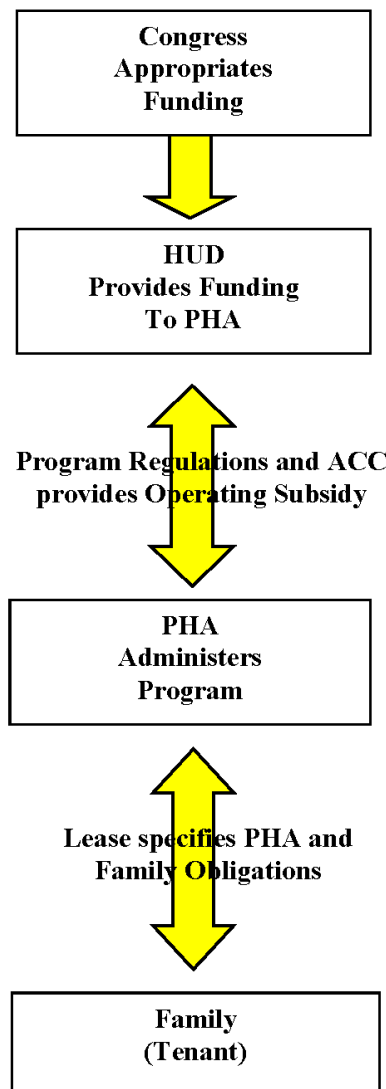 Congress
Appropriates
Funding
HUD
Provides Funding
To PHA
Program Regulations and ACC
provides Operating Subsidy
PHA
Administers
Program
Lease specifies PHA and
Family Obligations
Family
(Tenant)